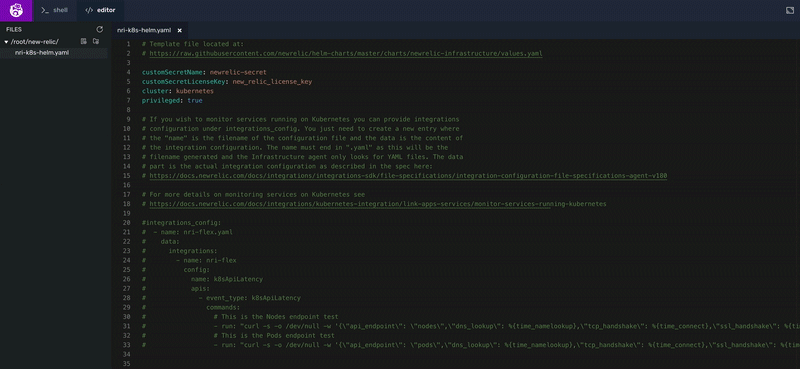 >_ shell
</> editor
FILES
/root/new-relic/
nri-k8s-helm.yaml
nri-k8s-helm.yaml ×
1 # Template file located at:
2 # https://raw.githubusercontent.com/newrelic/helm-charts/master/charts/newrelic-infrastructure/values.yaml
3
4 customSecretName: newrelic-secret
5 customSecretLicenseKey: new_relic_license_key
6 cluster: kubernetes
7 privileged: true
8
9 # If you wish to monitor services running on Kubernetes you can provide integrations
10 # configuration under integrations_config. You just need to create a new entry where
11 # the "name" is the filename of the configuration file and the data is the content of
12 # the integration configuration. The name must end in ".yaml" as this will be the
13 # filename generated and the Infrastructure agent only looks for YAML files. The data
14 # part is the actual integration configuration as described in the spec here:
15 # https://docs.newrelic.com/docs/integrations/integrations-sdk/file-specifications/integration-configuration-file-specifications-agent-v180
16
17 # For more details on monitoring services on Kubernetes see
18 # https://docs.newrelic.com/docs/integrations/kubernetes-integration/link-apps-services/monitor-services-running-kubernetes
19
20 #integrations_config:
21 # - name: nri-flex.yaml
22 # data:
23 # integrations:
24 # - name: nri-flex
25 # config:
26 # name: k8sApiLatency
27 # apis:
28 # - event_type: k8sApiLatency
29 # commands:
30 # # This is the Nodes endpoint test
31 # - run: "curl -s -o /dev/null -w '{\"api_endpoint\": \"nodes\",\"dns_lookup\": %{time_namelookup},\"tcp_handshake\": %{time_connect},\"ssl_handshake\": %{time
32 # # This is the Pods endpoint test
33 # - run: "curl -s -o /dev/null -w '{\"api_endpoint\": \"pods\",\"dns_lookup\": %{time_namelookup},\"tcp_handshake\": %{time_connect},\"ssl_handshake\": %{time_
34
35